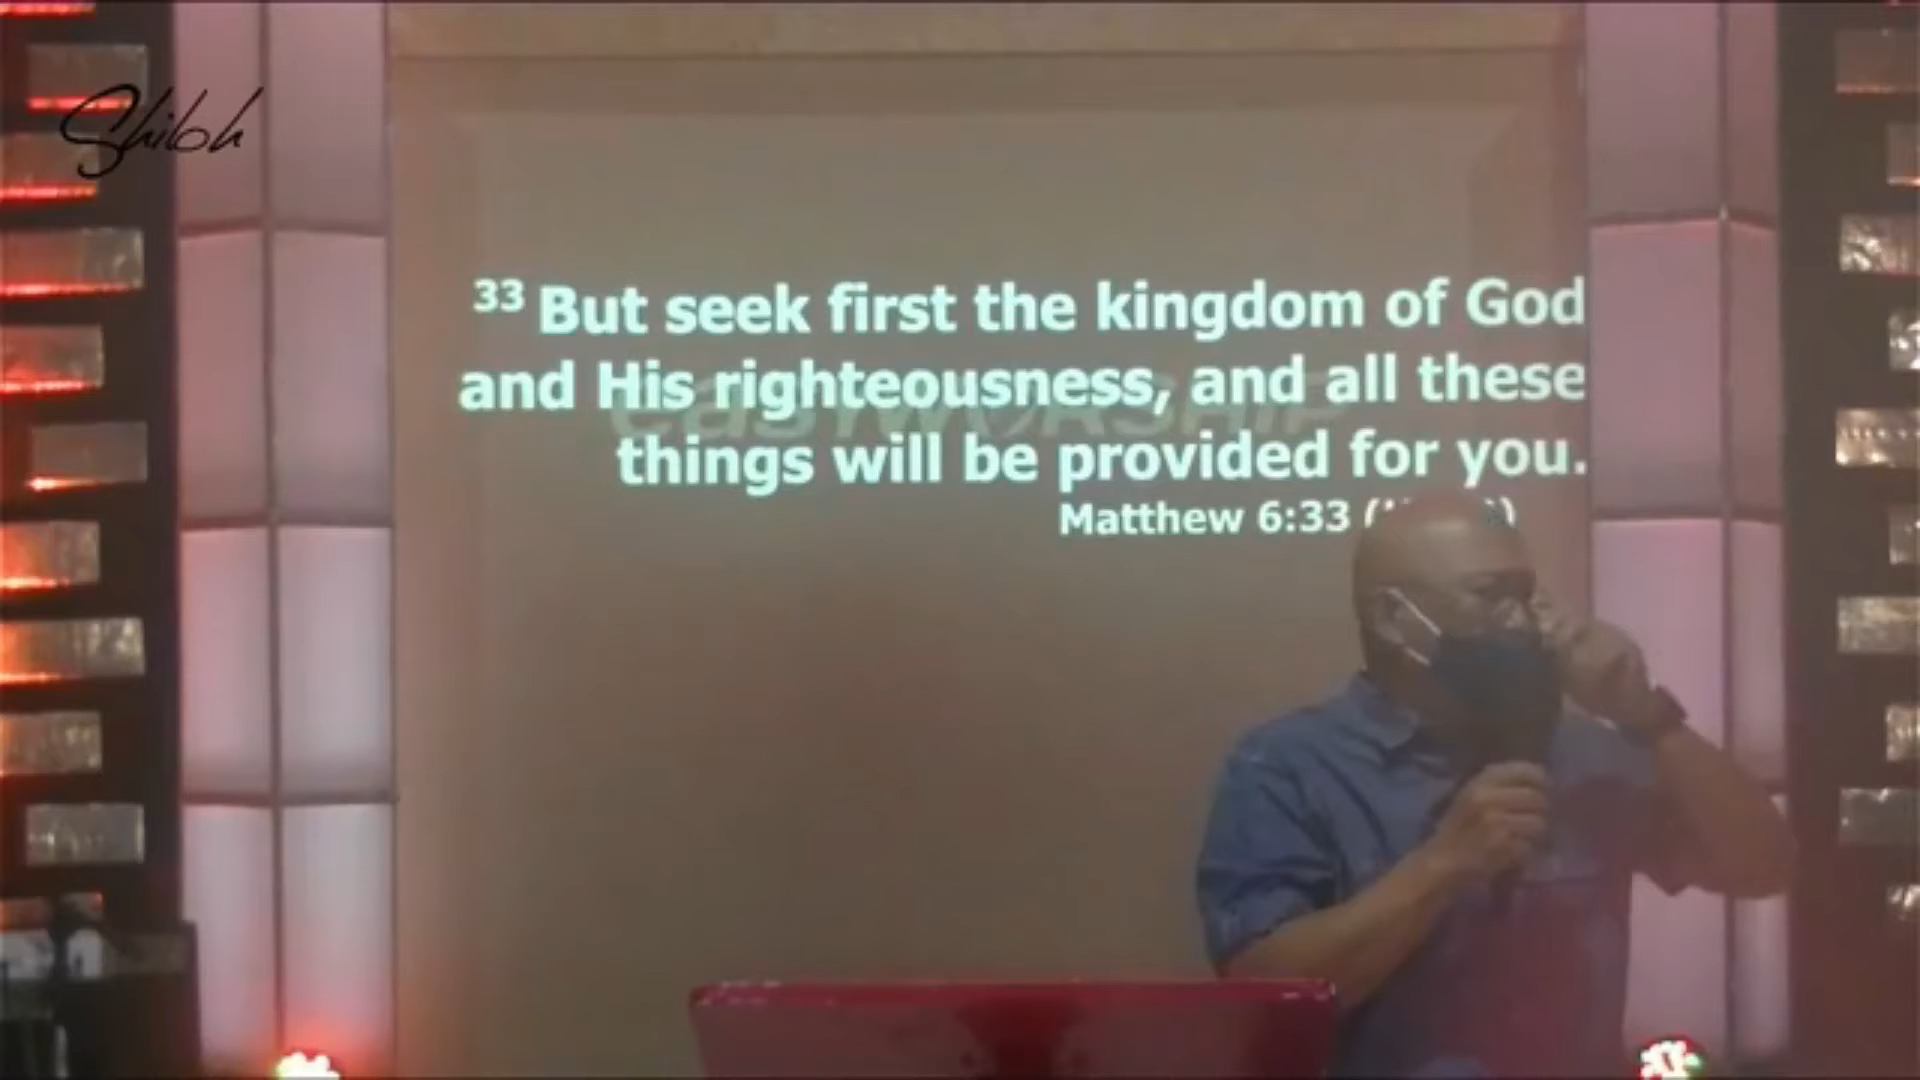 Shiloh
33 But seek first the kingdom of God
and His righteousness, and all these
easyWORSHIP
things will be provided for you.
Matthew 6:33